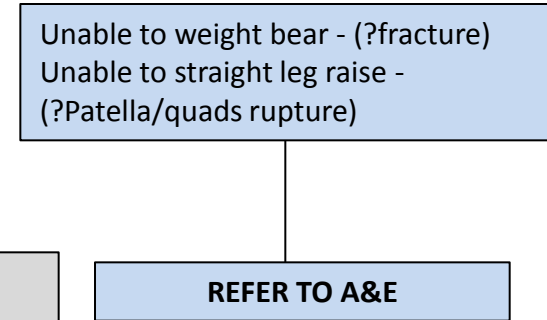 Unable to weight bear - (?fracture)
Unable to straight leg raise -
(?Patella/quads rupture)
REFER TO A&E